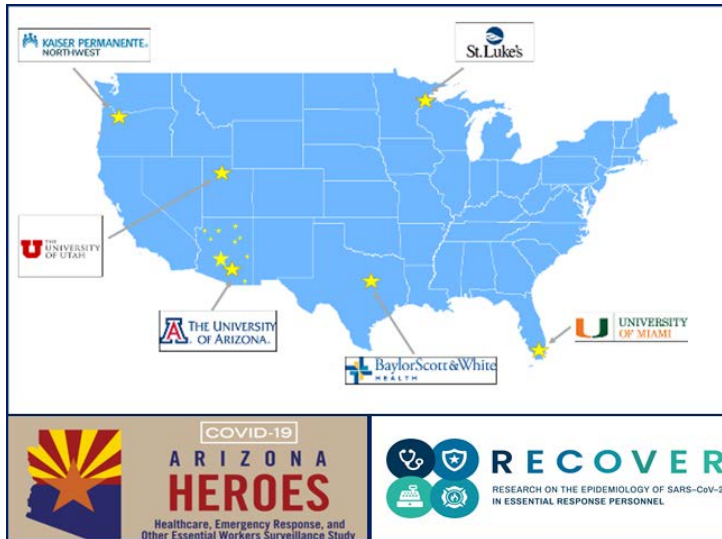 KAISER PERMANENTE®
NORTHWEST
St. Luke's
U THE
UNIVERSITY
OF UTAH
A THE UNIVERSITY
OF ARIZONA®
BaylorScott&White
HEALTH
U UNIVERSITY
OF MIAMI
COVID-19
ARIZONA
HEROES
Healthcare, Emergency Response, and
Other Essential Workers Surveillance Study
RECOVER
RESEARCH ON THE EPIDEMIOLOGY OF SARS-CoV-2
IN ESSENTIAL RESPONSE PERSONNEL